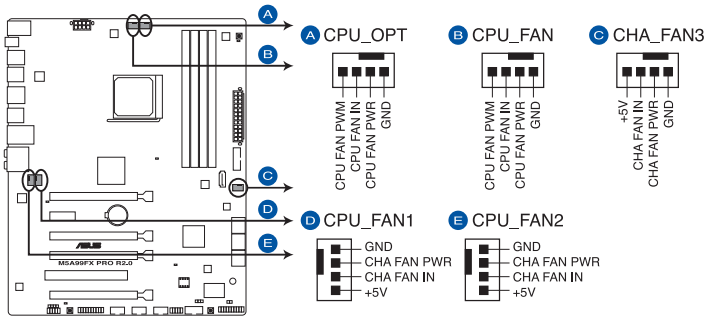 A
B
C
D
E
ASUS
M5A99FX PRO R2.0
A CPU_OPT
CPU FAN PWM
CPU FAN IN
CPU FAN PWR
GND
B CPU_FAN
CPU FAN PWM
CPU FAN IN
CPU FAN PWR
GND
C CHA_FAN3
+5V
CHA FAN IN
CHA FAN PWR
GND
D CPU_FAN1
GND
CHA FAN PWR
CHA FAN IN
+5V
E CPU_FAN2
GND
CHA FAN PWR
CHA FAN IN
+5V